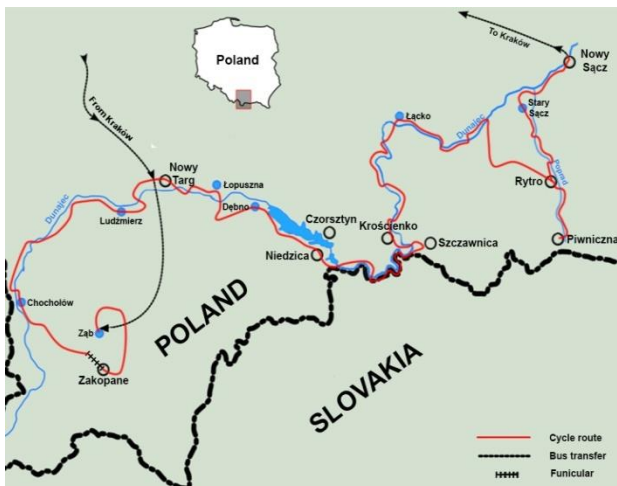 To Kraków
Nowy
Sącz
Poland
From Kraków
Łącko
Dunajec
Stary
Sącz
Nowy
Targ
Łopuszna
Poprad
Rytro
Dunajec
Dębno
Ludźmierz
Czorsztyn
Krościenko
Szczawnica
Piwniczna
Niedzica
Chochołów
POLAND
Ząb
Zakopane
SLOVAKIA
Cycle route
Bus transfer
Funicular